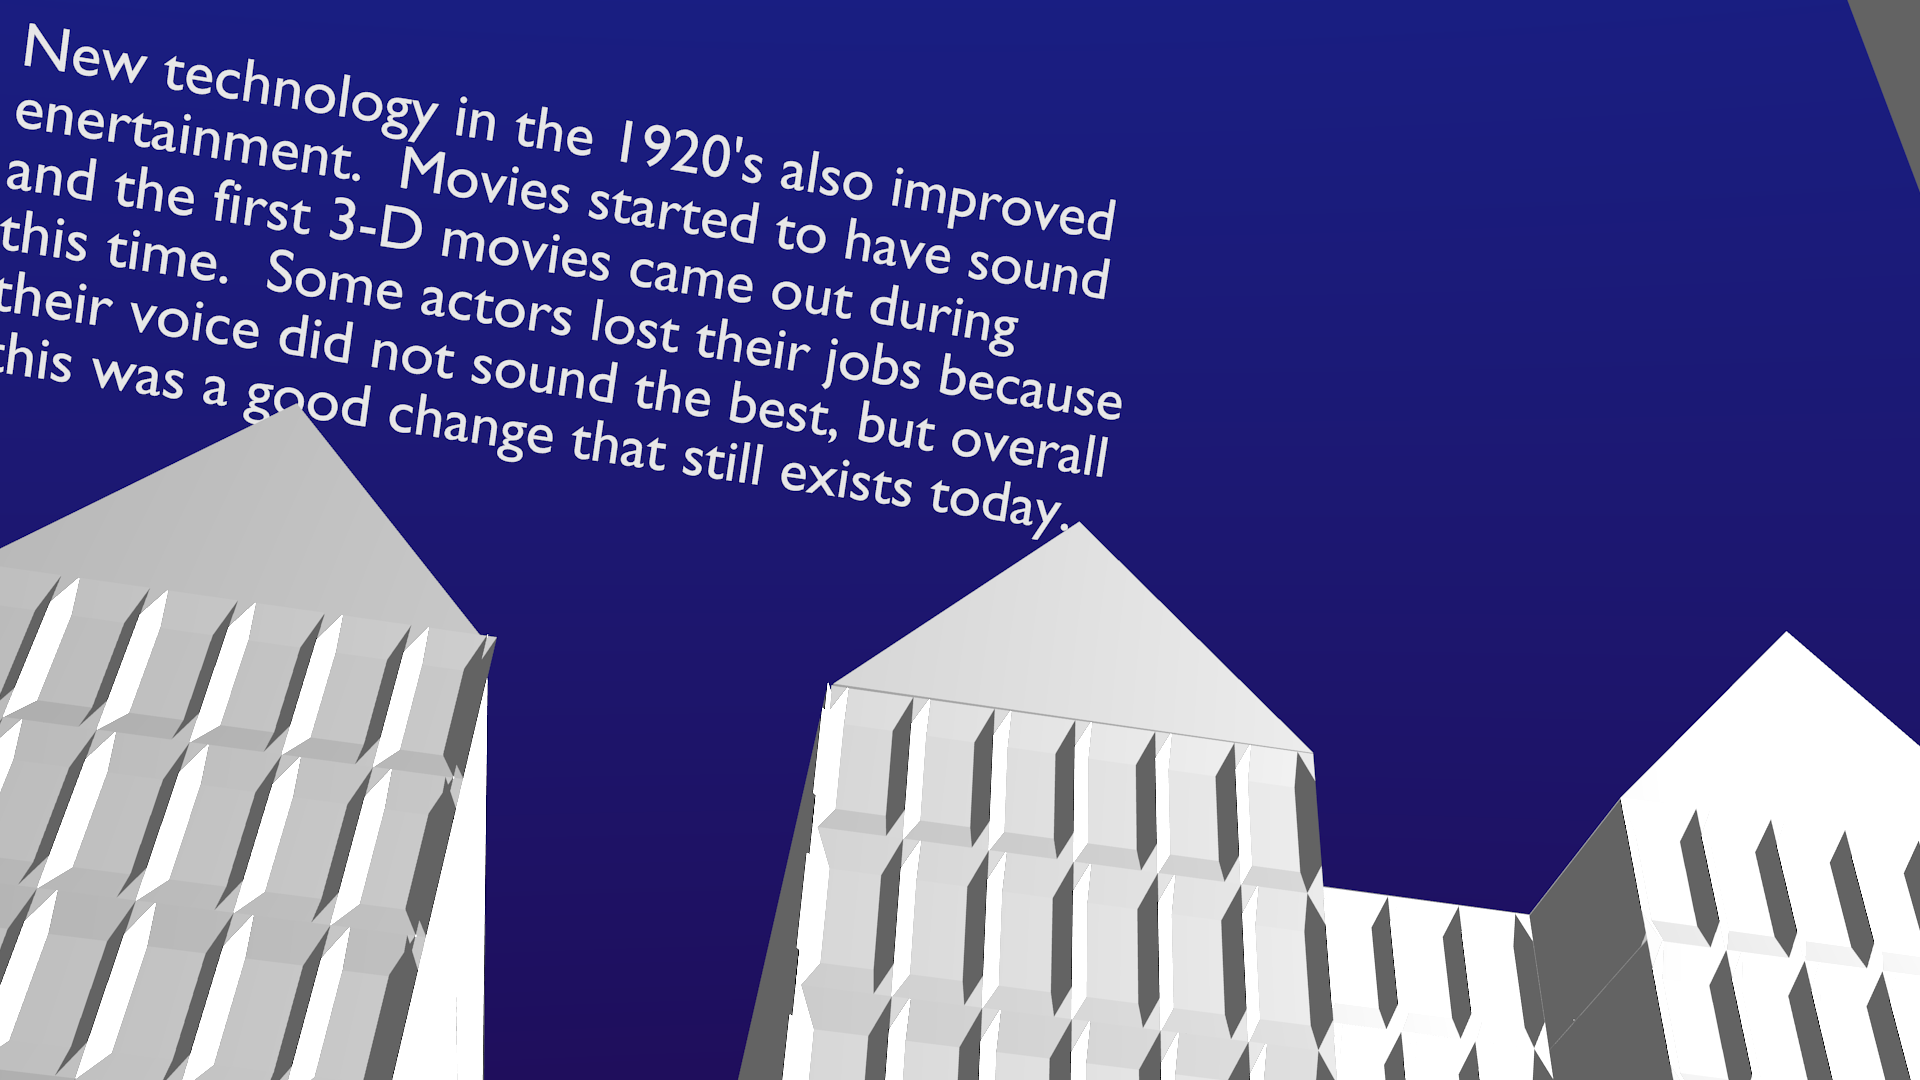 New technology in the 1920's also improved
enertainment.  Movies started to have sound
and the first 3-D movies came out during
this time.  Some actors lost their jobs because
their voice did not sound the best, but overall
this was a good change that still exists today.